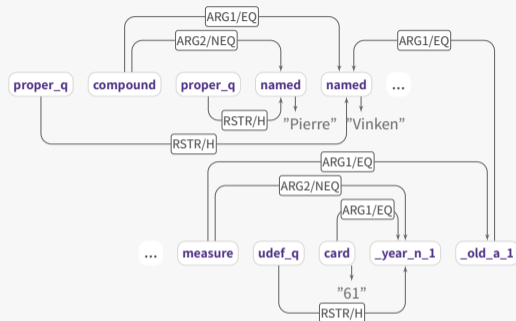 ARG1/EQ
ARG2/NEQ ARG1/EQ
proper_q compound proper_q named named ...
RSTR/H "Pierre" "Vinken"
RSTR/H
ARG1/EQ
ARG2/NEQ
ARG1/EQ
... measure udef_q card _year_n_1 _old_a_1
"61"
RSTR/H